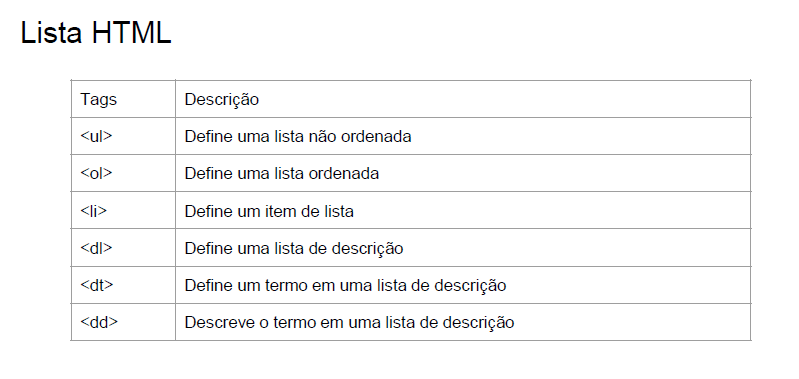 Lista HTML
Tags Descrição
<ul> Define uma lista não ordenada
<ol> Define uma lista ordenada
<li> Define um item de lista
<dl> Define uma lista de descrição
<dt> Define um termo em uma lista de descrição
<dd> Descreve o termo em uma lista de descrição